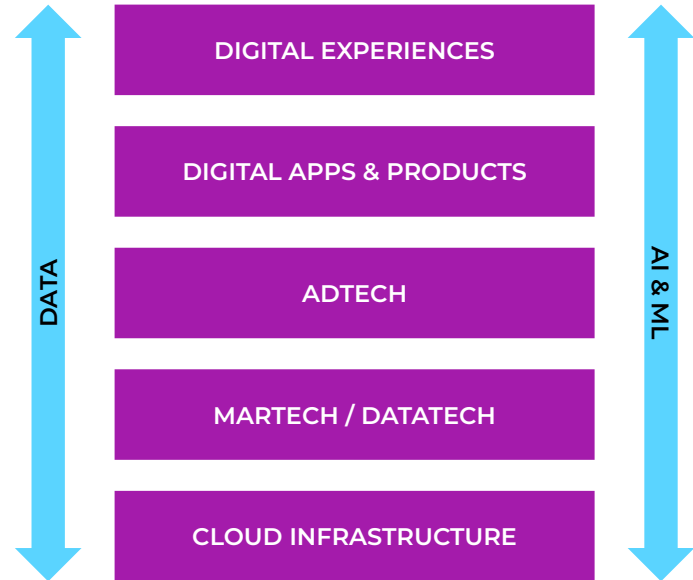 DIGITAL EXPERIENCES
DIGITAL APPS & PRODUCTS
DATA
ADTECH
AI & ML
MARTECH / DATATECH
CLOUD INFRASTRUCTURE